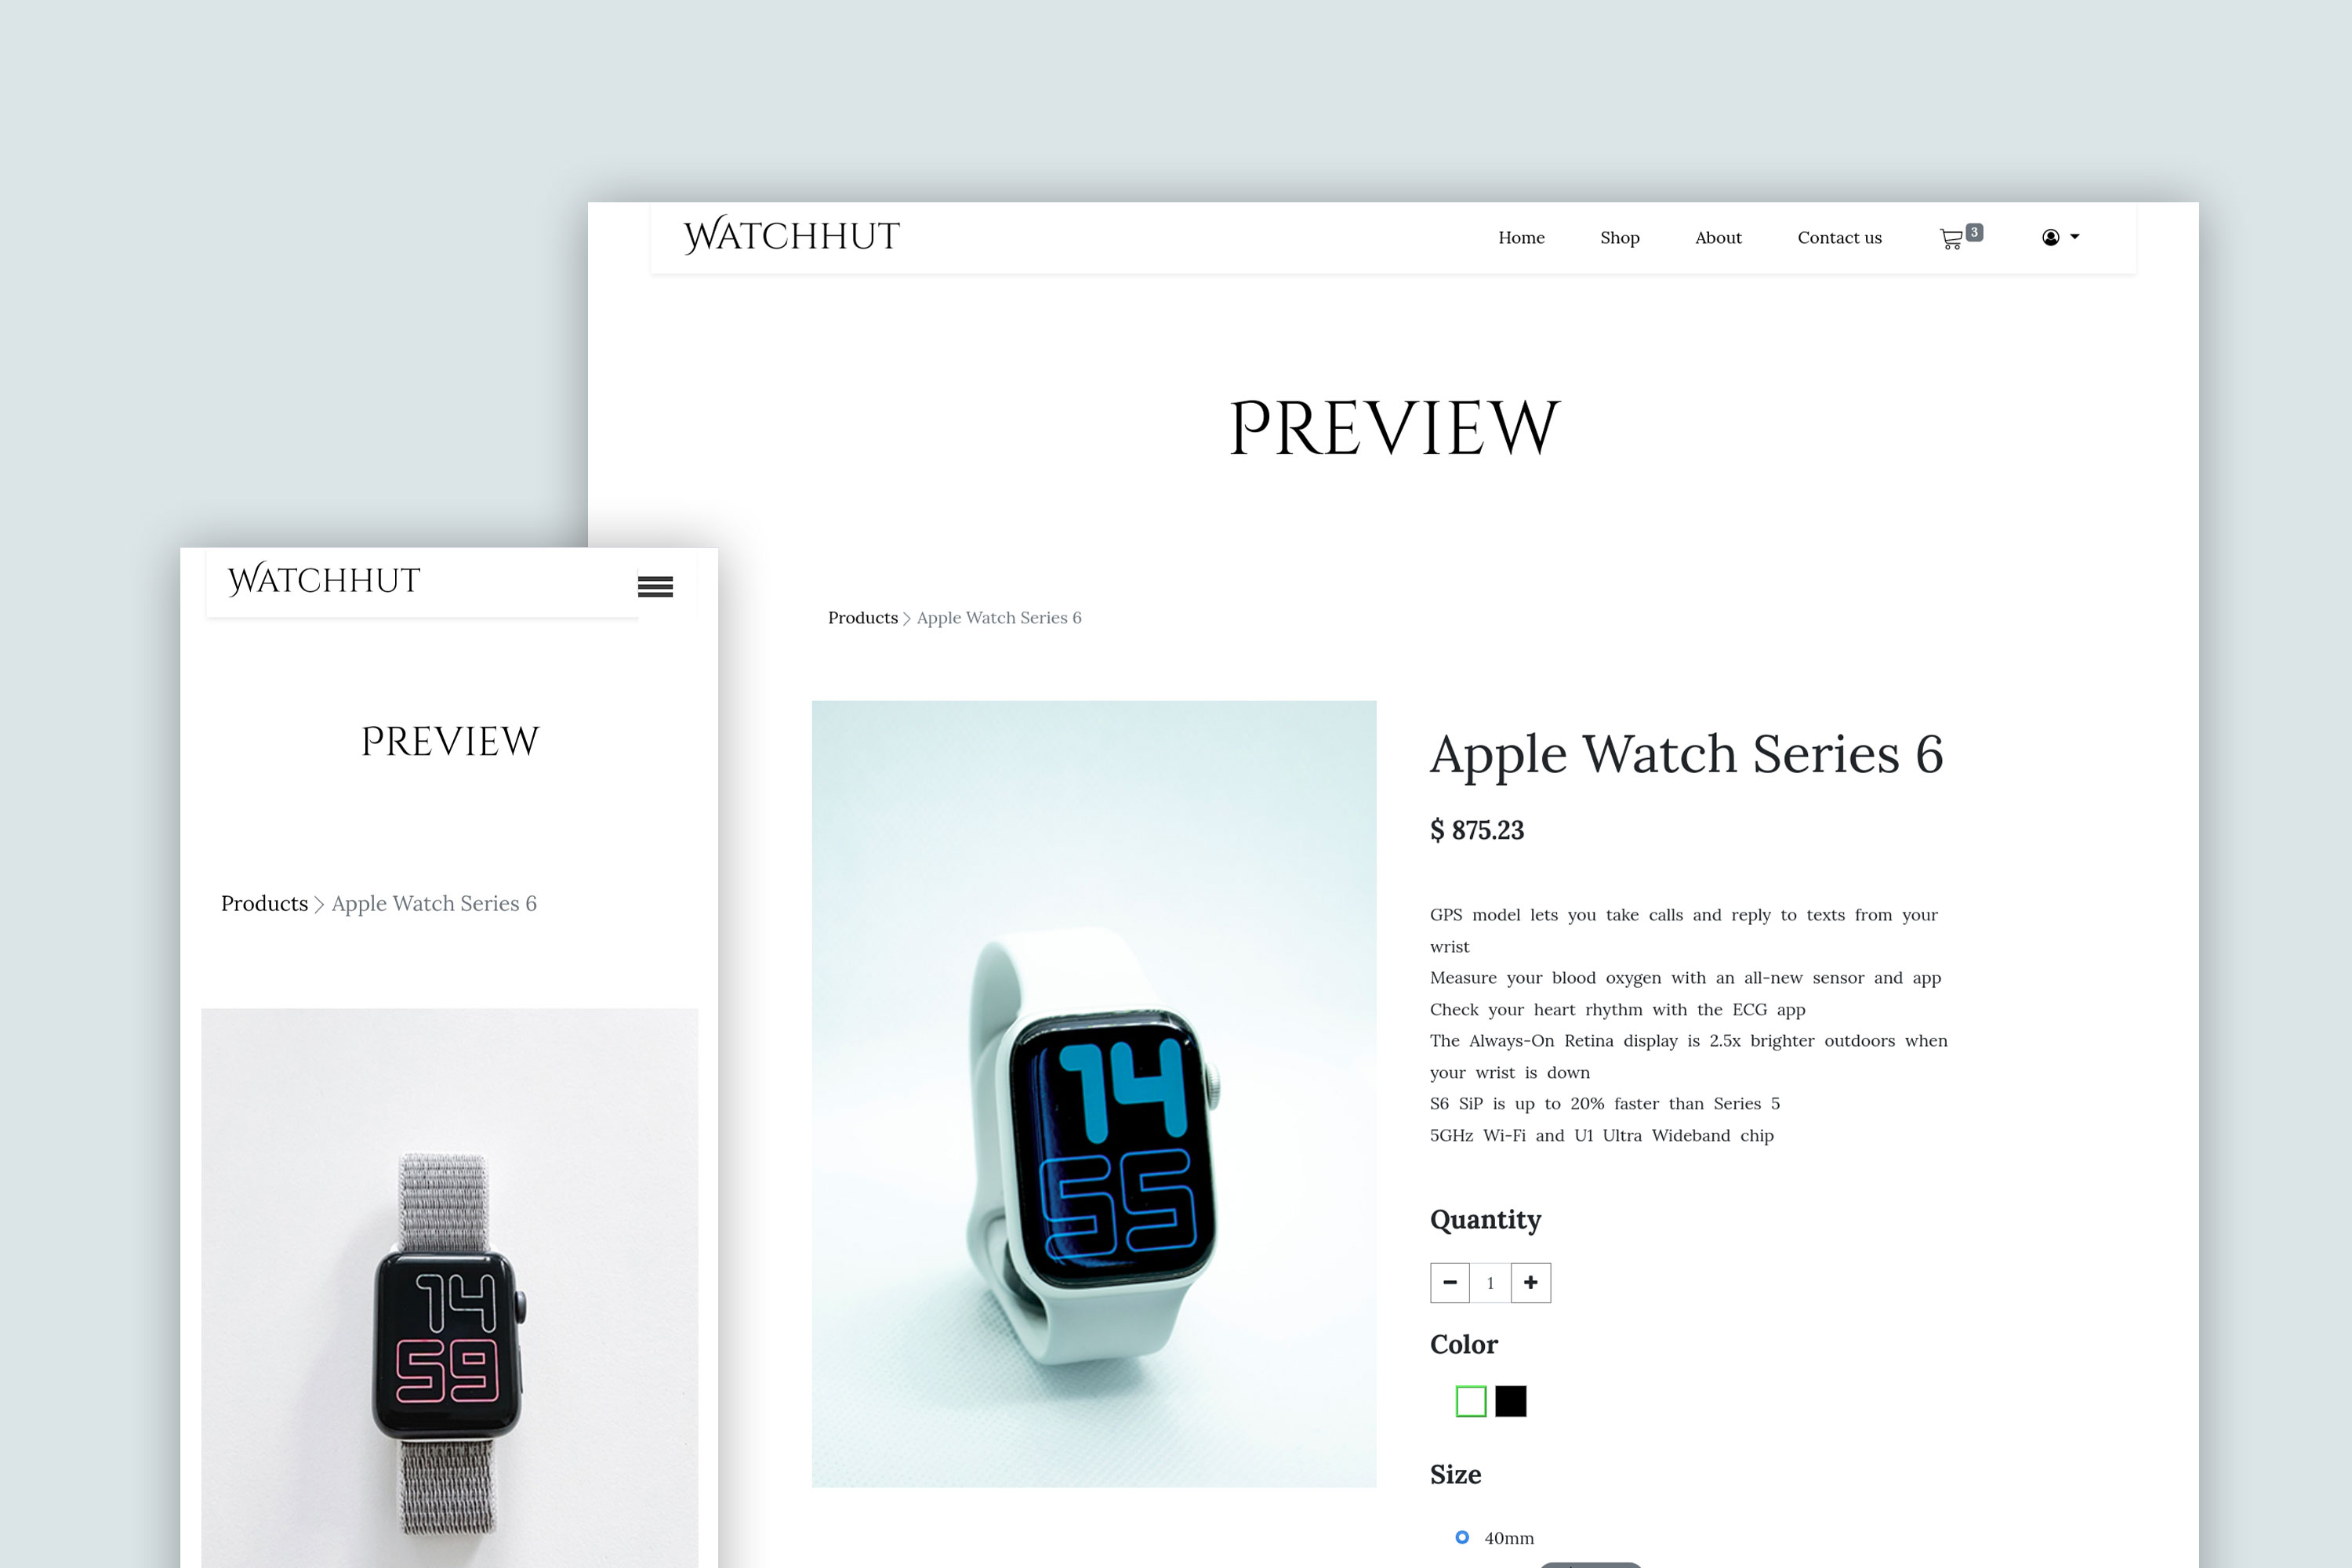 WATCHHUT
Home Shop About Contact us 3
PREVIEW
Products > Apple Watch Series 6
14
55
Apple Watch Series 6
$ 875.23
GPS model lets you take calls and reply to texts from your
wrist
Measure your blood oxygen with an all-new sensor and app
Check your heart rhythm with the ECG app
The Always-On Retina display is 2.5x brighter outdoors when
your wrist is down
S6 SiP is up to 20% faster than Series 5
5GHz Wi-Fi and U1 Ultra Wideband chip
Quantity
− 1 +
Color
Size
40mm
WATCHHUT
PREVIEW
Products > Apple Watch Series 6
14
59